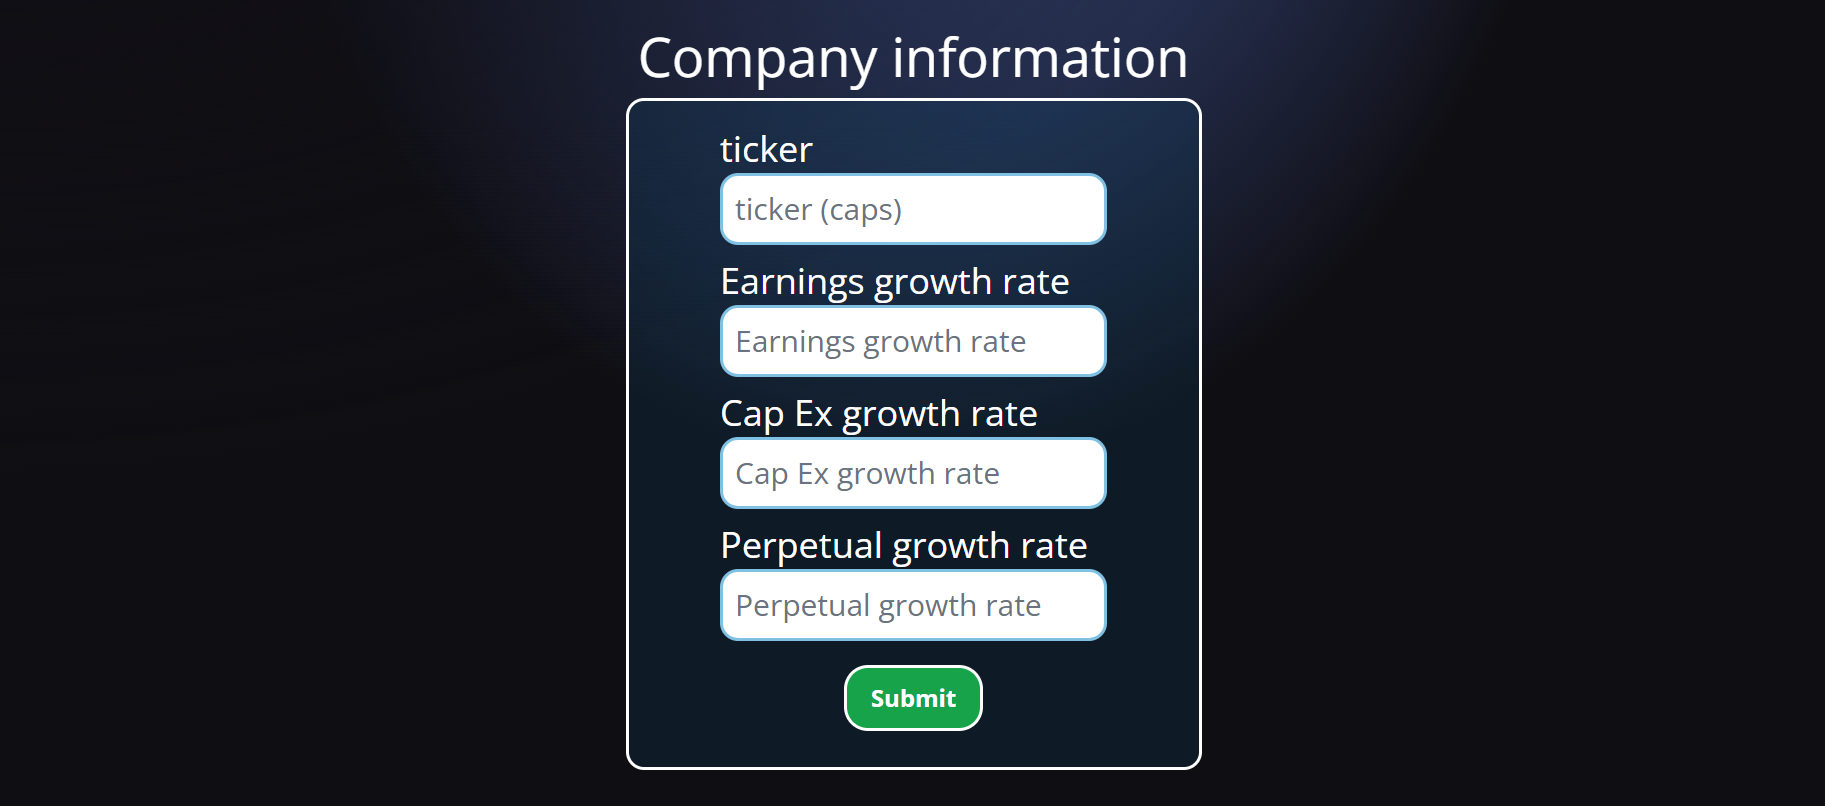 Company information
ticker
ticker (caps)
Earnings growth rate
Earnings growth rate
Cap Ex growth rate
Cap Ex growth rate
Perpetual growth rate
Perpetual growth rate
Submit